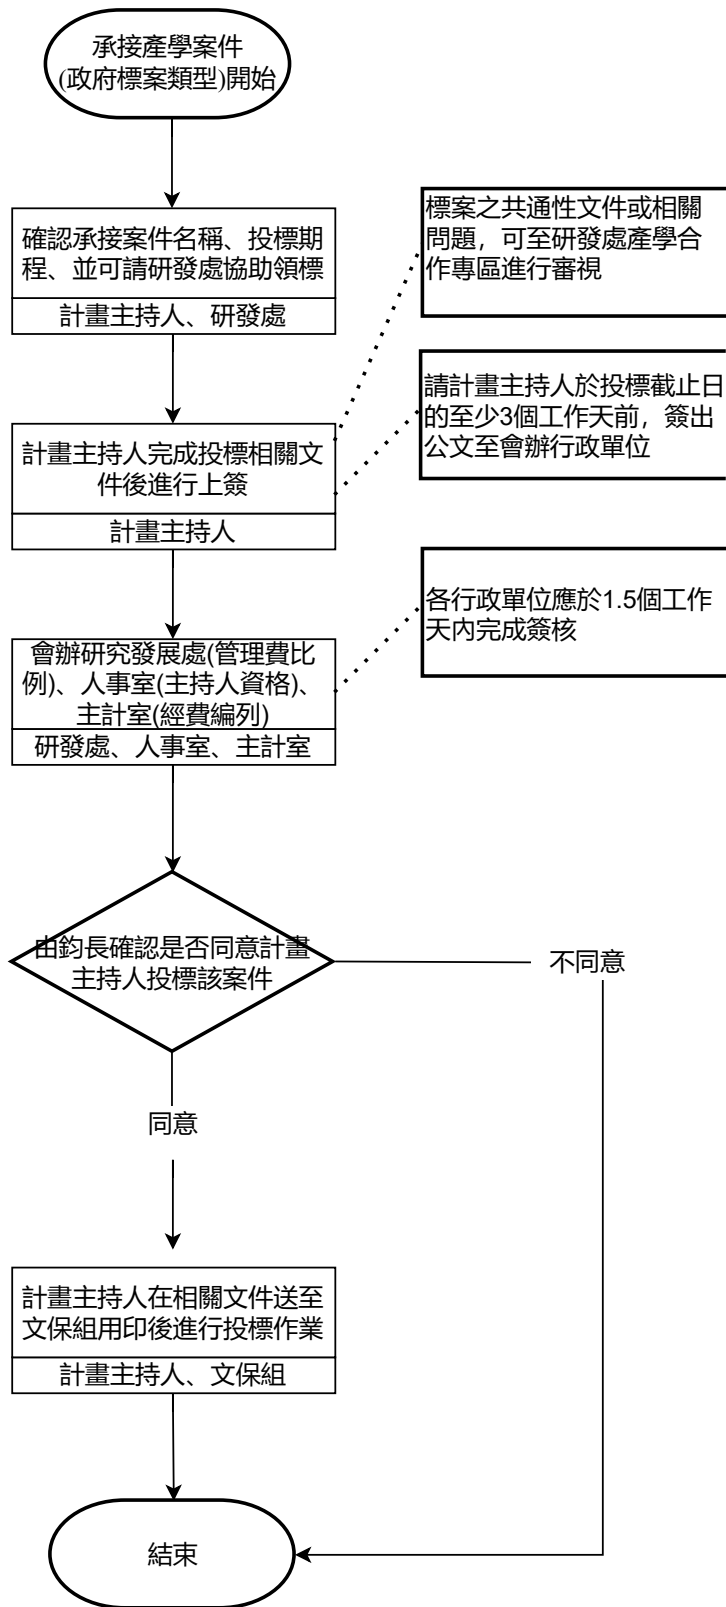 承接產學案件
(政府標案類型)開始
確認承接案件名稱、投標期
程、並可請研發處協助領標
計畫主持人、研發處
標案之共通性文件或相關
問題，可至研發處產學合
作專區進行審視
計畫主持人完成投標相關文
件後進行上簽
計畫主持人
請計畫主持人於投標截止日
的至少3個工作天前，簽出
公文至會辦行政單位
會辦研究發展處(管理費比
例)、人事室(主持人資格)、
主計室(經費編列)
研發處、人事室、主計室
各行政單位應於1.5個工作
天內完成簽核
由鈞長確認是否同意計畫
主持人投標該案件
不同意
同意
計畫主持人在相關文件送至
文保組用印後進行投標作業
計畫主持人、文保組
結束